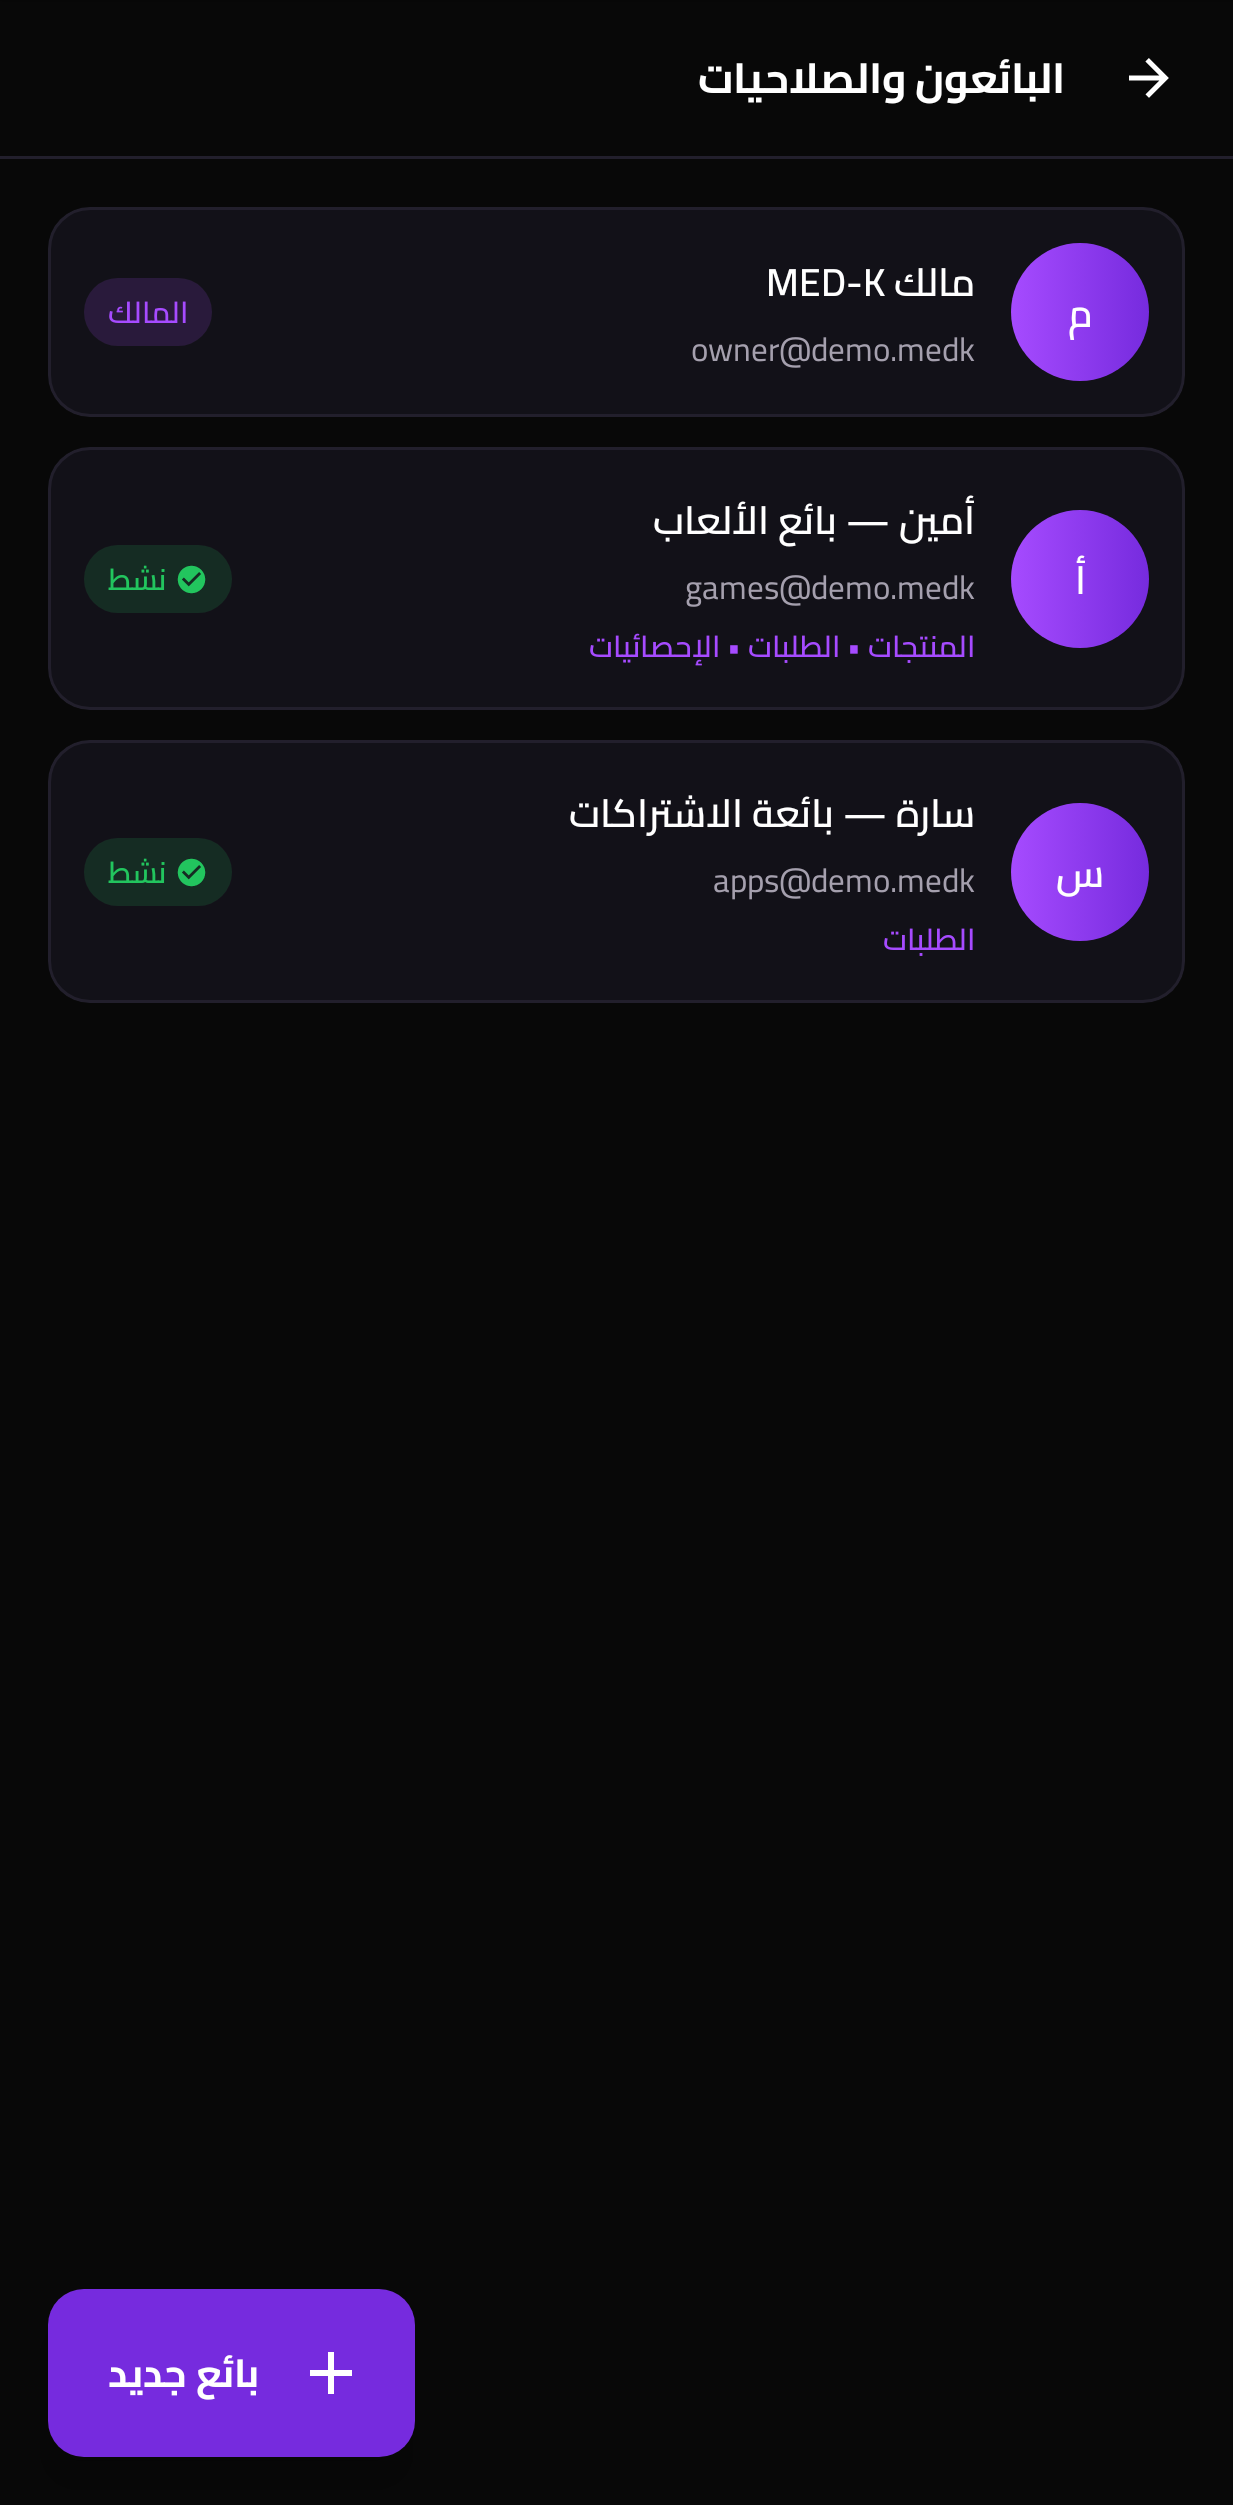 البائعون والصلاحيات
م
مالك MED-K
owner@demo.medk
المالك
أ
أمين — بائع الألعاب
games@demo.medk
المنتجات • الطلبات • الإحصائيات
نشط
س
سارة — بائعة الاشتراكات
apps@demo.medk
الطلبات
نشط
بائع جديد